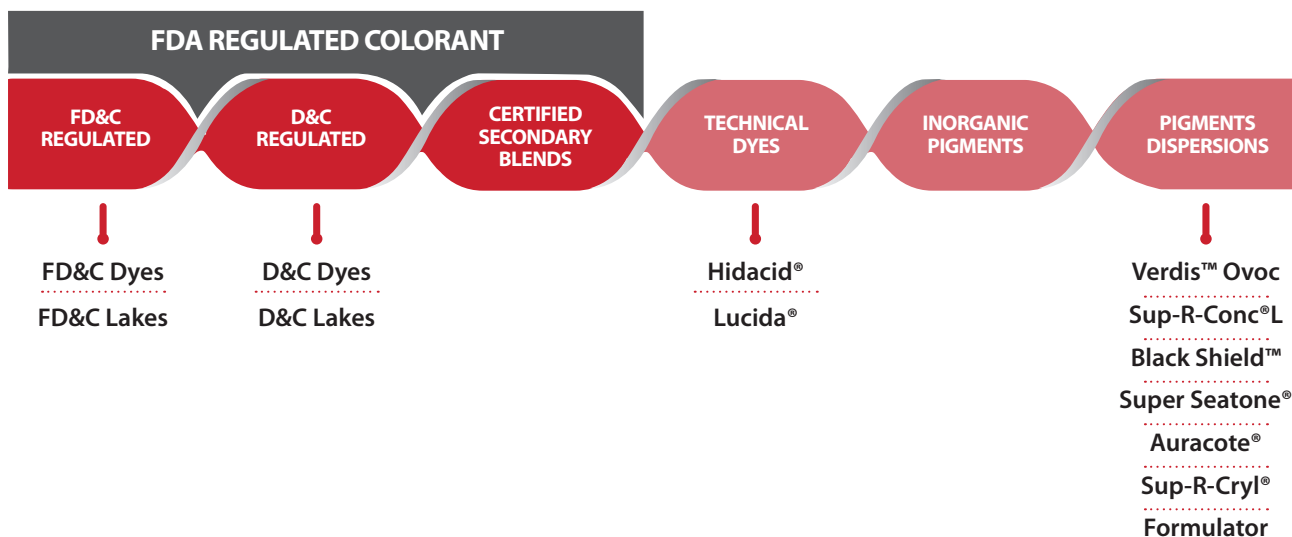 FDA REGULATED COLORANT
FD&C
REGULATED
D&C
REGULATED
CERTIFIED
SECONDARY
BLENDS
TECHNICAL
DYES
INORGANIC
PIGMENTS
PIGMENTS
DISPERSIONS
FD&C Dyes
FD&C Lakes
D&C Dyes
D&C Lakes
Hidacid®
Lucida®
Verdis™ Ovoc
Sup-R-Conc®L
Black Shield™
Super Seatone®
Auracote®
Sup-R-Cryl®
Formulator